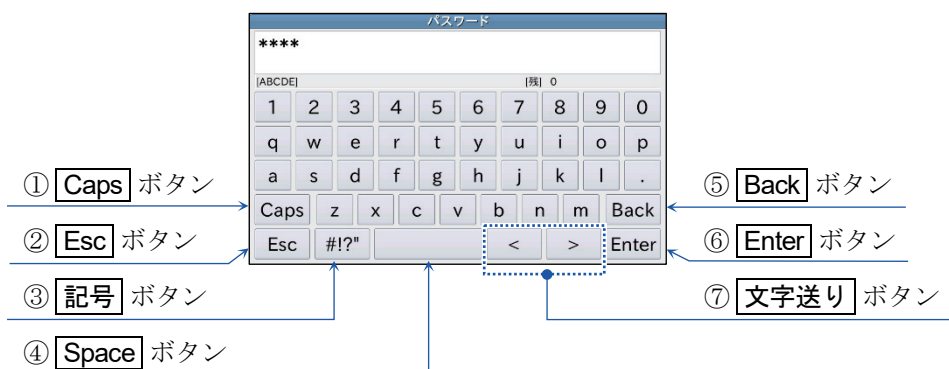 パスワード
****
[ABCDE] [残] 0
1 2 3 4 5 6 7 8 9 0
q w e r t y u i o p
a s d f g h j k l .
Caps z x c v b n m Back
Esc #!?" < > Enter
① Caps ボタン
② Esc ボタン
③ 記号 ボタン
④ Space ボタン
⑤ Back ボタン
⑥ Enter ボタン
⑦ 文字送り ボタン